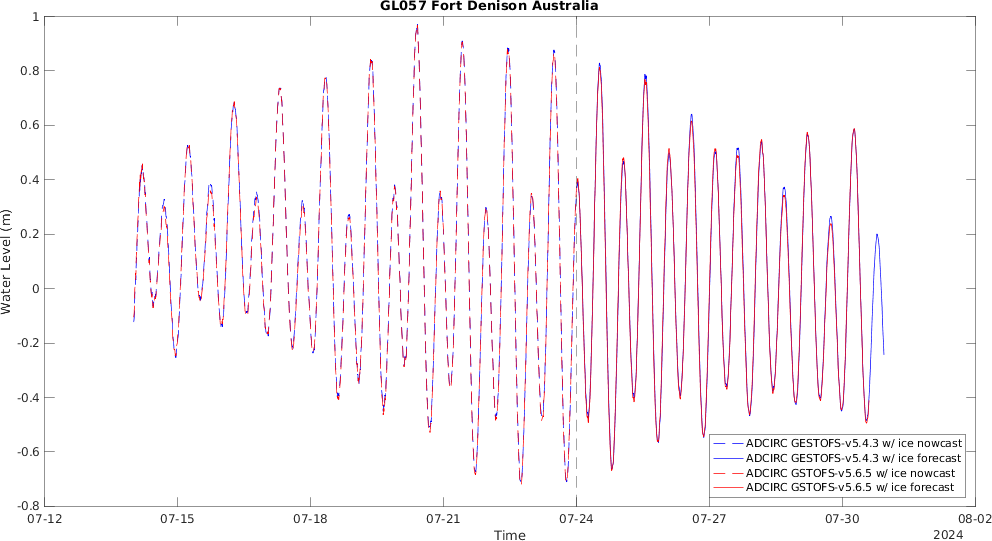 GL057 Fort Denison Australia
Water Level (m)
1
0.8
0.6
0.4
0.2
0
-0.2
-0.4
-0.6
-0.8
ADCIRC GESTOFS-v5.4.3 w/ ice nowcast
ADCIRC GESTOFS-v5.4.3 w/ ice forecast
ADCIRC GSTOFS-v5.6.5 w/ ice nowcast
ADCIRC GSTOFS-v5.6.5 w/ ice forecast
07-12 07-15 07-18 07-21 07-24 07-27 07-30 08-02
Time
2024